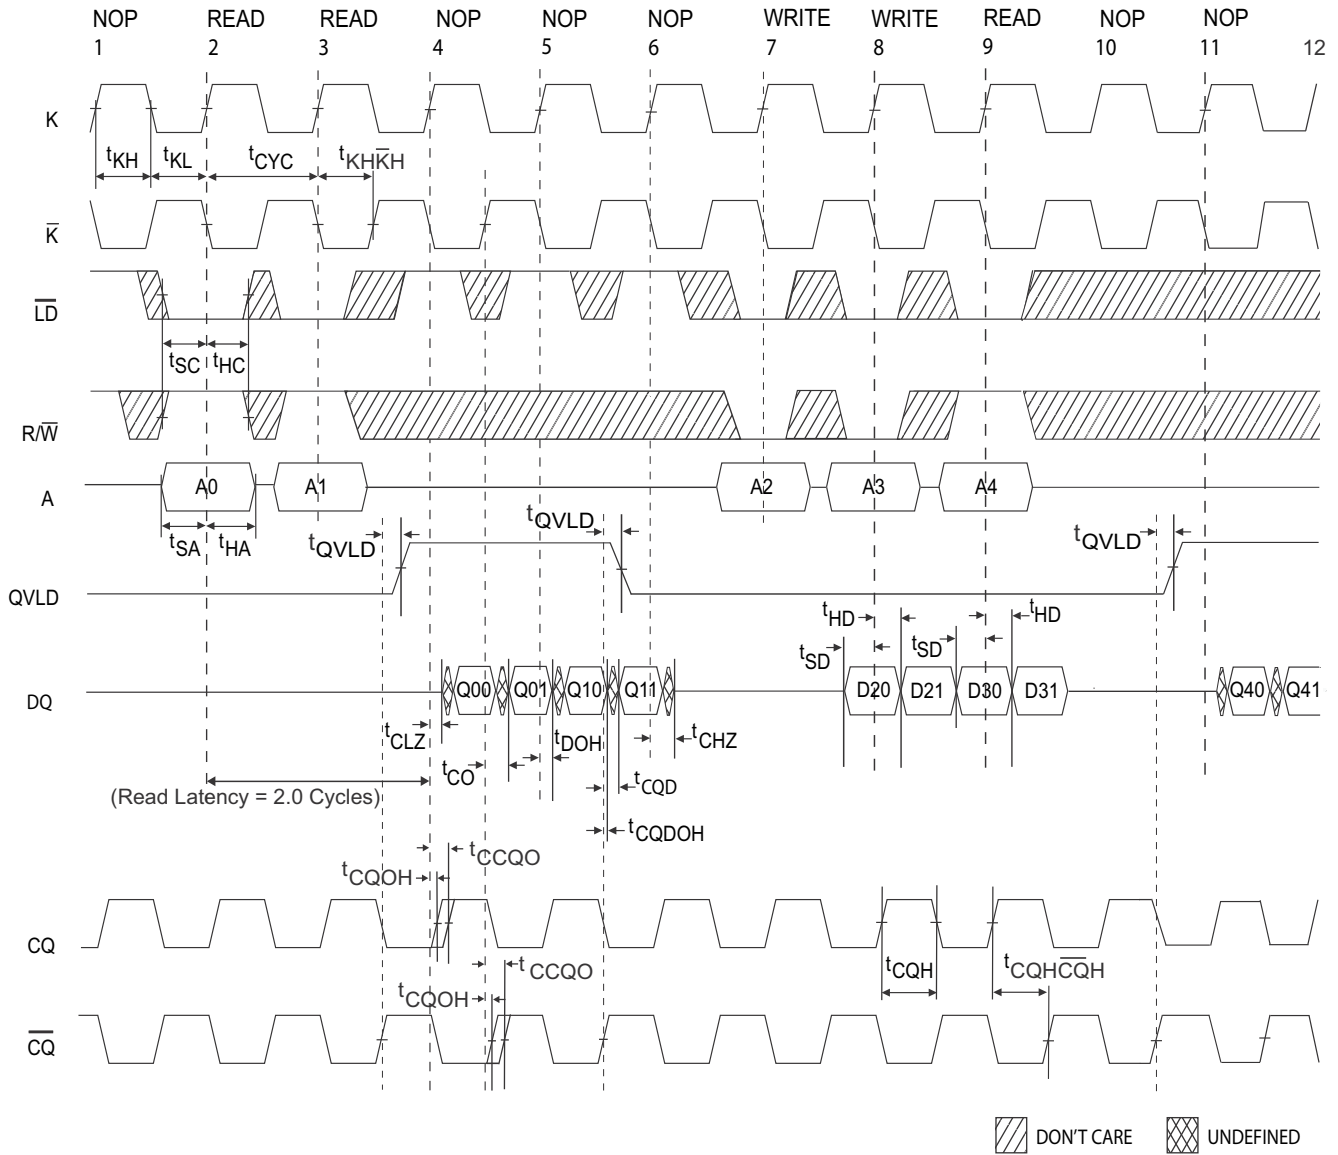 NOP READ READ NOP NOP NOP WRITE WRITE READ NOP NOP
1 2 3 4 5 6 7 8 9 10 11 12
K
tKH tKL tCYC tKHK̅H
K̅
L̅D̅
tSC tHC
R/W̅
A A0 A1 A2 A3 A4
tSA tHA tQVLD tQVLD tQVLD
QVLD
tHD tHD
tSD tSD
DQ Q00 Q01 Q10 Q11 D20 D21 D30 D31 Q40 Q41
tCLZ tDOH tCHZ
tCO tCQD
(Read Latency = 2.0 Cycles)
tCQDOH
tCCQO
tCQOH
CQ
tCCQO tCQH tCQHC̅Q̅H
tCQOH
C̅Q̅
DON'T CARE UNDEFINED